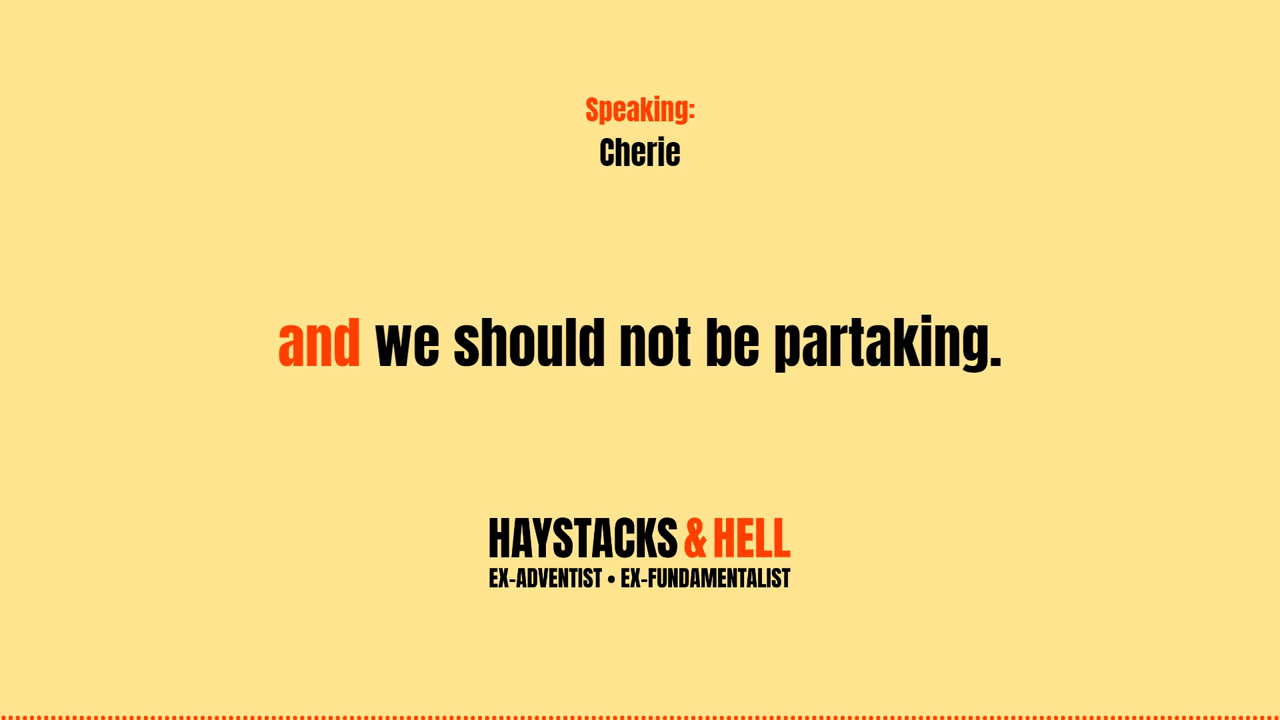 Speaking:
Cherie
and we should not be partaking.
HAYSTACKS & HELL
EX-ADVENTIST • EX-FUNDAMENTALIST